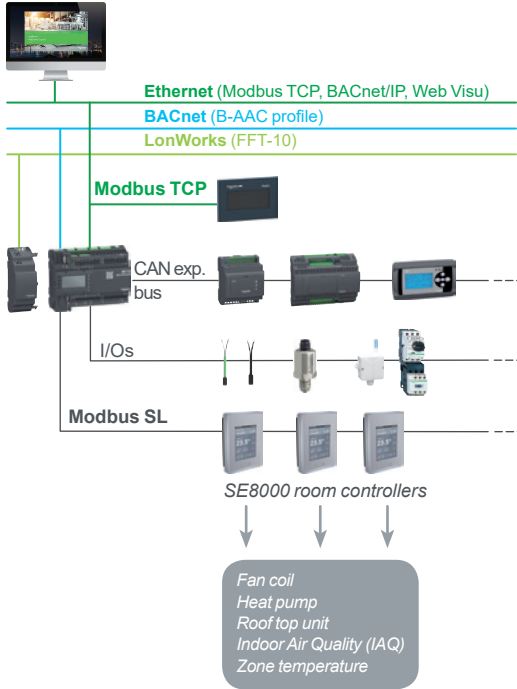 Ethernet (Modbus TCP, BACnet/IP, Web Visu)
BACnet (B-AAC profile)
LonWorks (FFT-10)
Modbus TCP
CAN exp.
bus
I/Os
Modbus SL
SE8000 room controllers
Fan coil
Heat pump
Roof top unit
Indoor Air Quality (IAQ)
Zone temperature